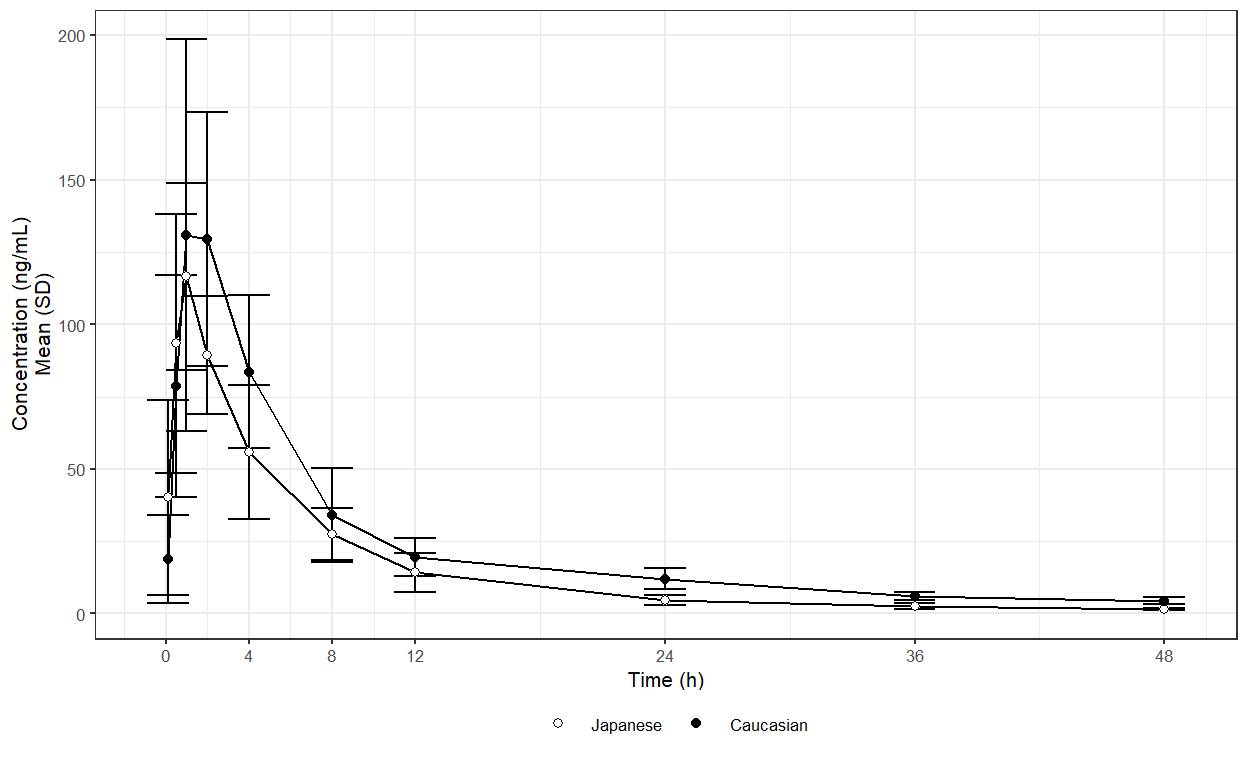 Concentration (ng/mL)
Mean (SD)
200
150
100
50
0
0 4 8 12 24 36 48
Time (h)
Japanese Caucasian